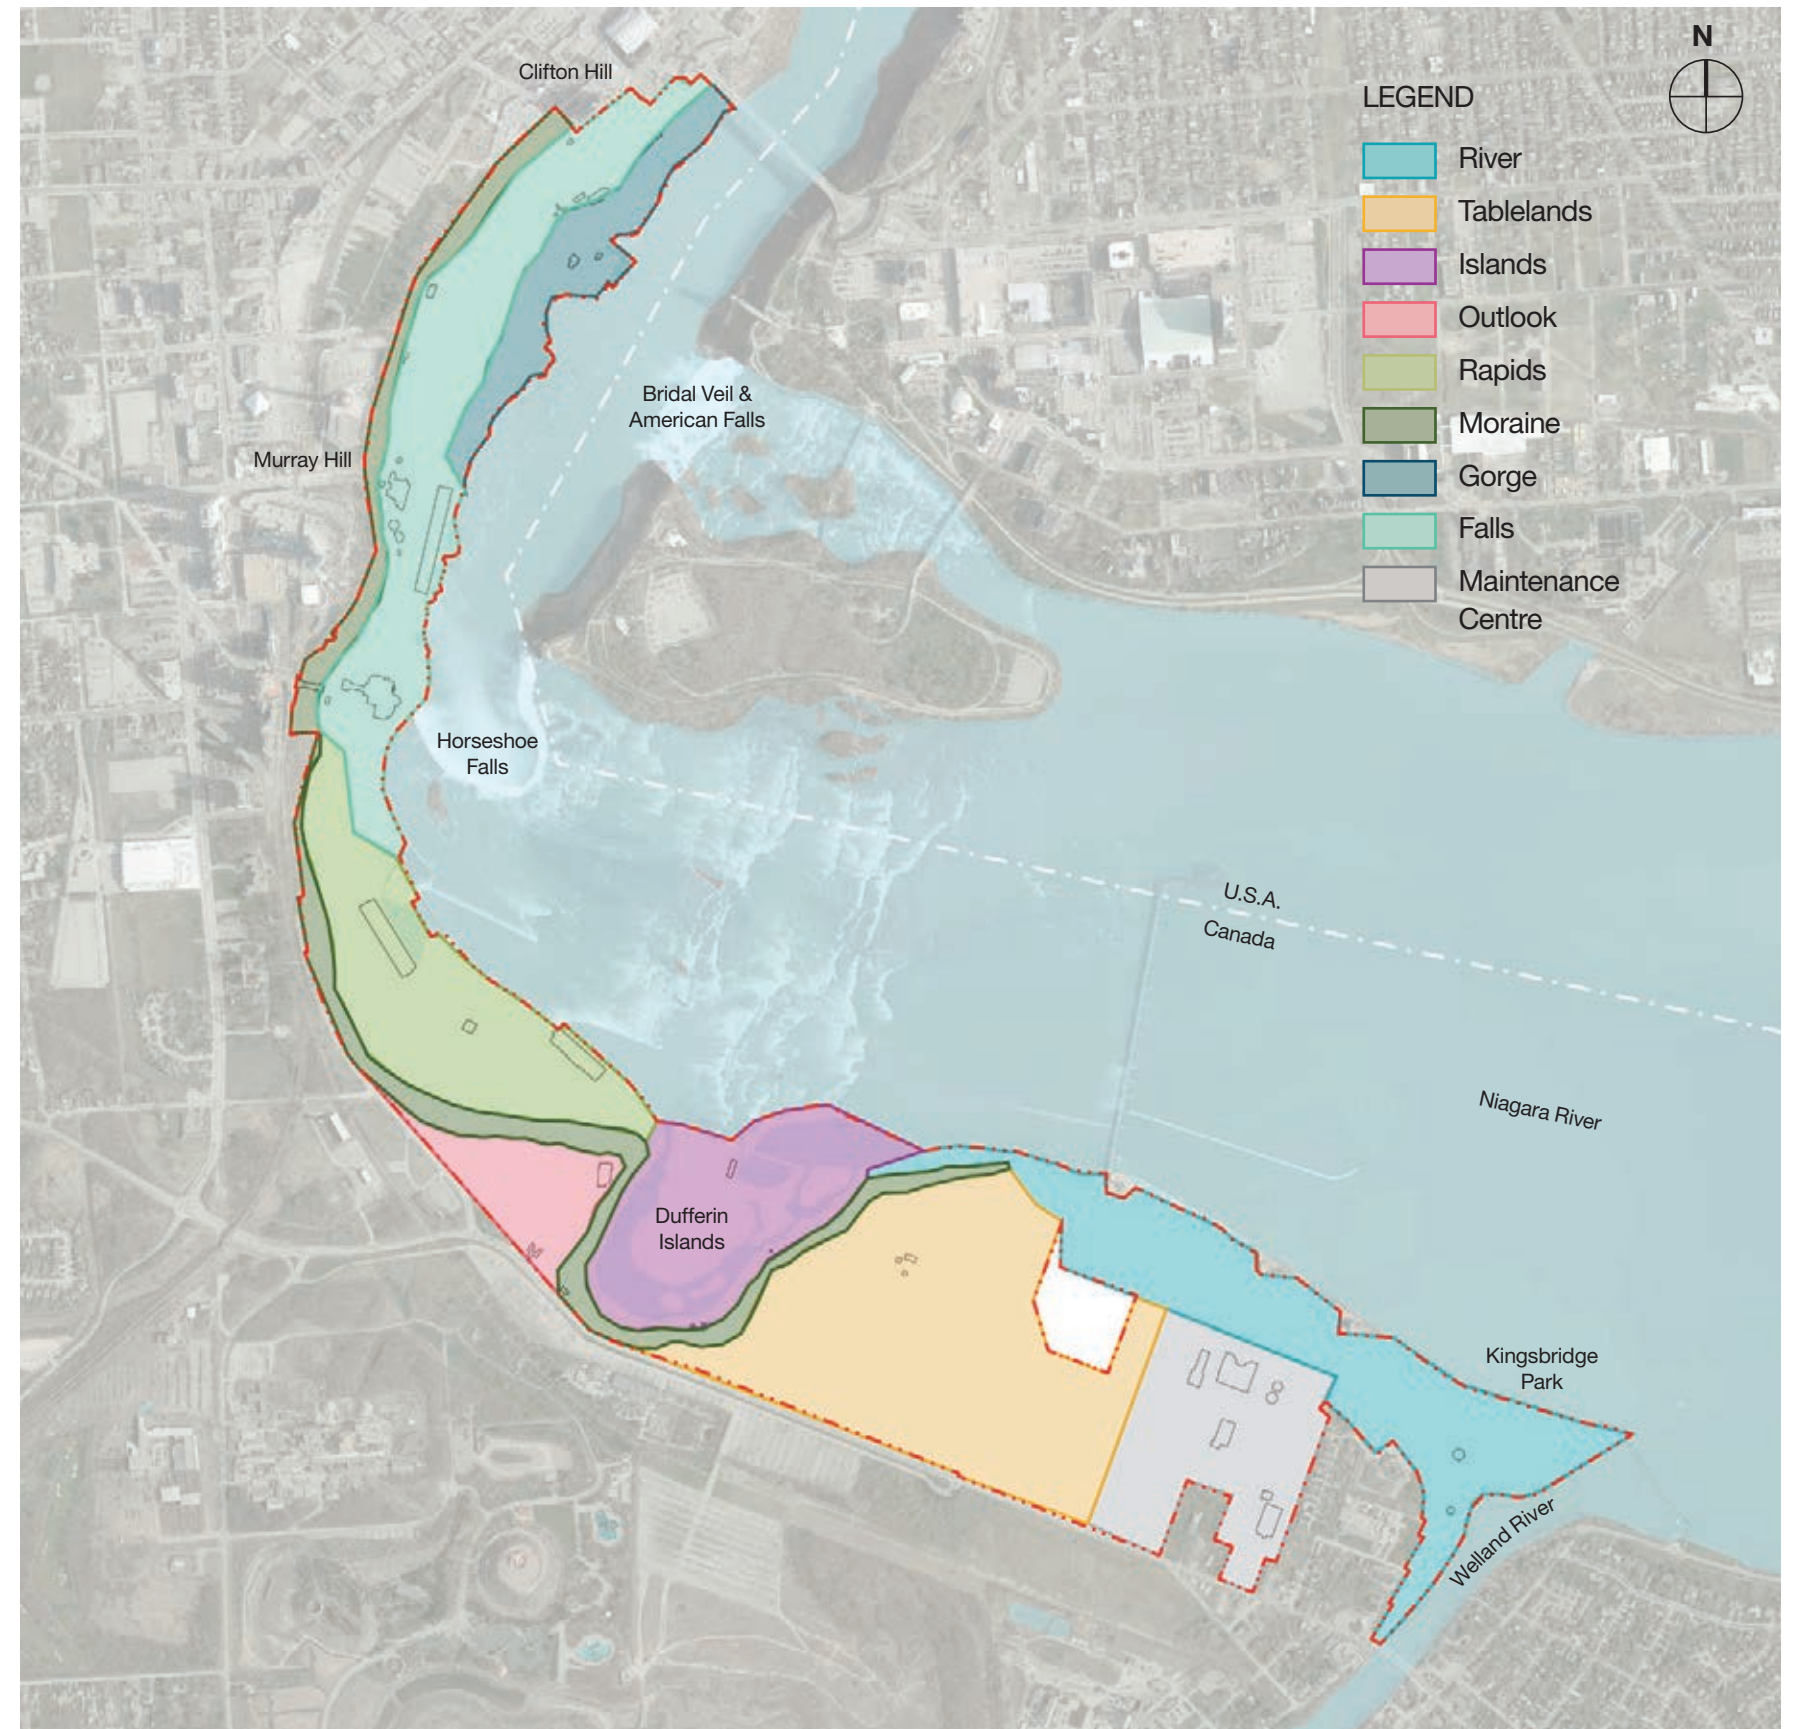 N
Clifton Hill
LEGEND
River
Tablelands
Islands
Outlook
Rapids
Moraine
Gorge
Falls
Maintenance
Centre
Bridal Veil &
American Falls
Murray Hill
Horseshoe
Falls
U.S.A.
Canada
Niagara River
Dufferin
Islands
Kingsbridge
Park
Welland River